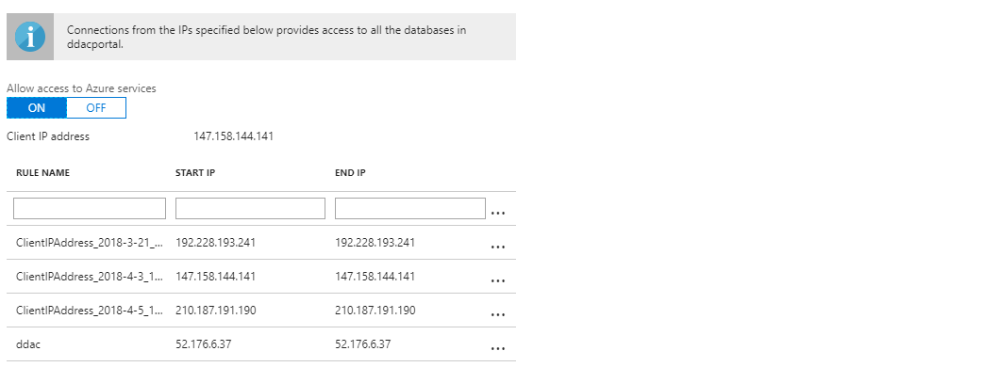 Connections from the IPs specified below provides access to all the databases in
ddacportal.
Allow access to Azure services
ON OFF
Client IP address 147.158.144.141
RULE NAME START IP END IP
...
ClientIPAddress_2018-3-21_... 192.228.193.241 192.228.193.241 ...
ClientIPAddress_2018-4-3_1... 147.158.144.141 147.158.144.141 ...
ClientIPAddress_2018-4-5_1... 210.187.191.190 210.187.191.190 ...
ddac 52.176.6.37 52.176.6.37 ...